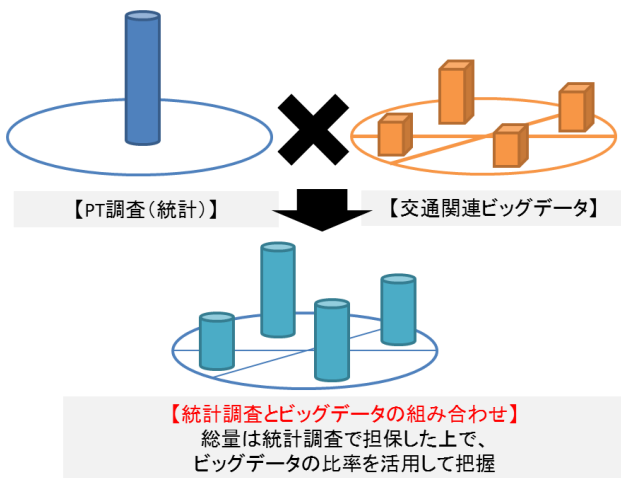 【PT調査（統計）】
【交通関連ビッグデータ】
【統計調査とビッグデータの組み合わせ】
総量は統計調査で担保した上で、
ビッグデータの比率を活用して把握